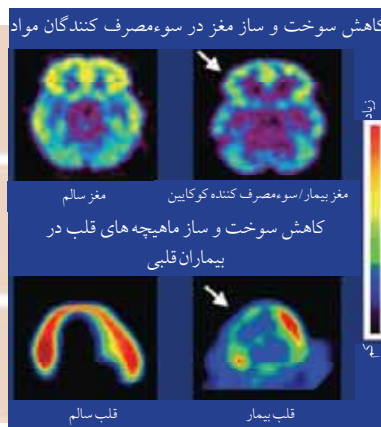 کاهش سوخت و ساز مغز در سوءمصرف کنندگان مواد
زیاد
مغز بیمار/سوءمصرف کننده کوکایین
مغز سالم
کاهش سوخت و ساز ماهیچه های قلب در
بیماران قلبی
کم
قلب بیمار
قلب سالم